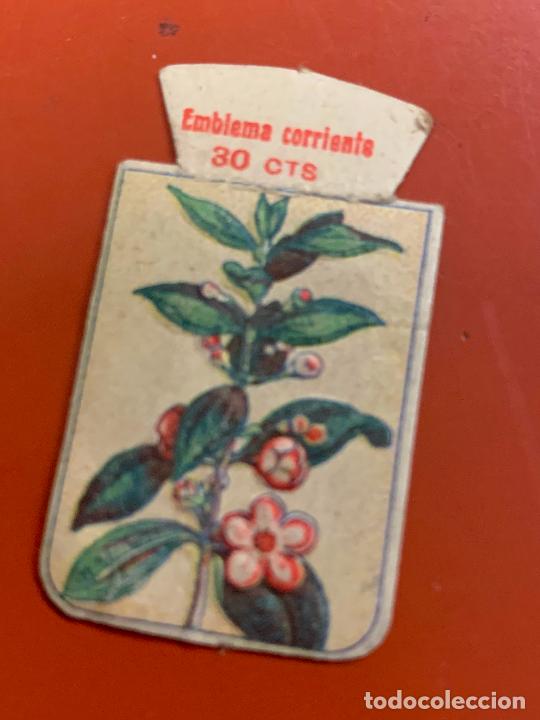 Emblema corriente
30 CTS
todocoleccion